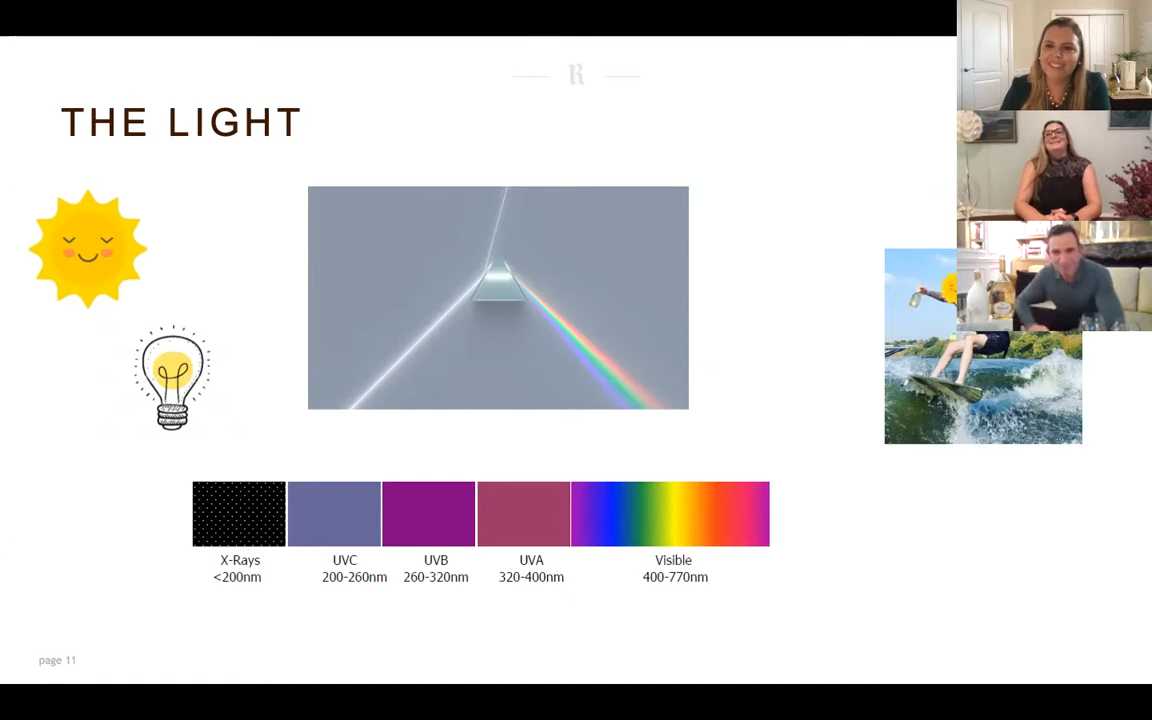 R
THE LIGHT
X-Rays
<200nm
UVC
200-260nm
UVB
260-320nm
UVA
320-400nm
Visible
400-770nm
page 11